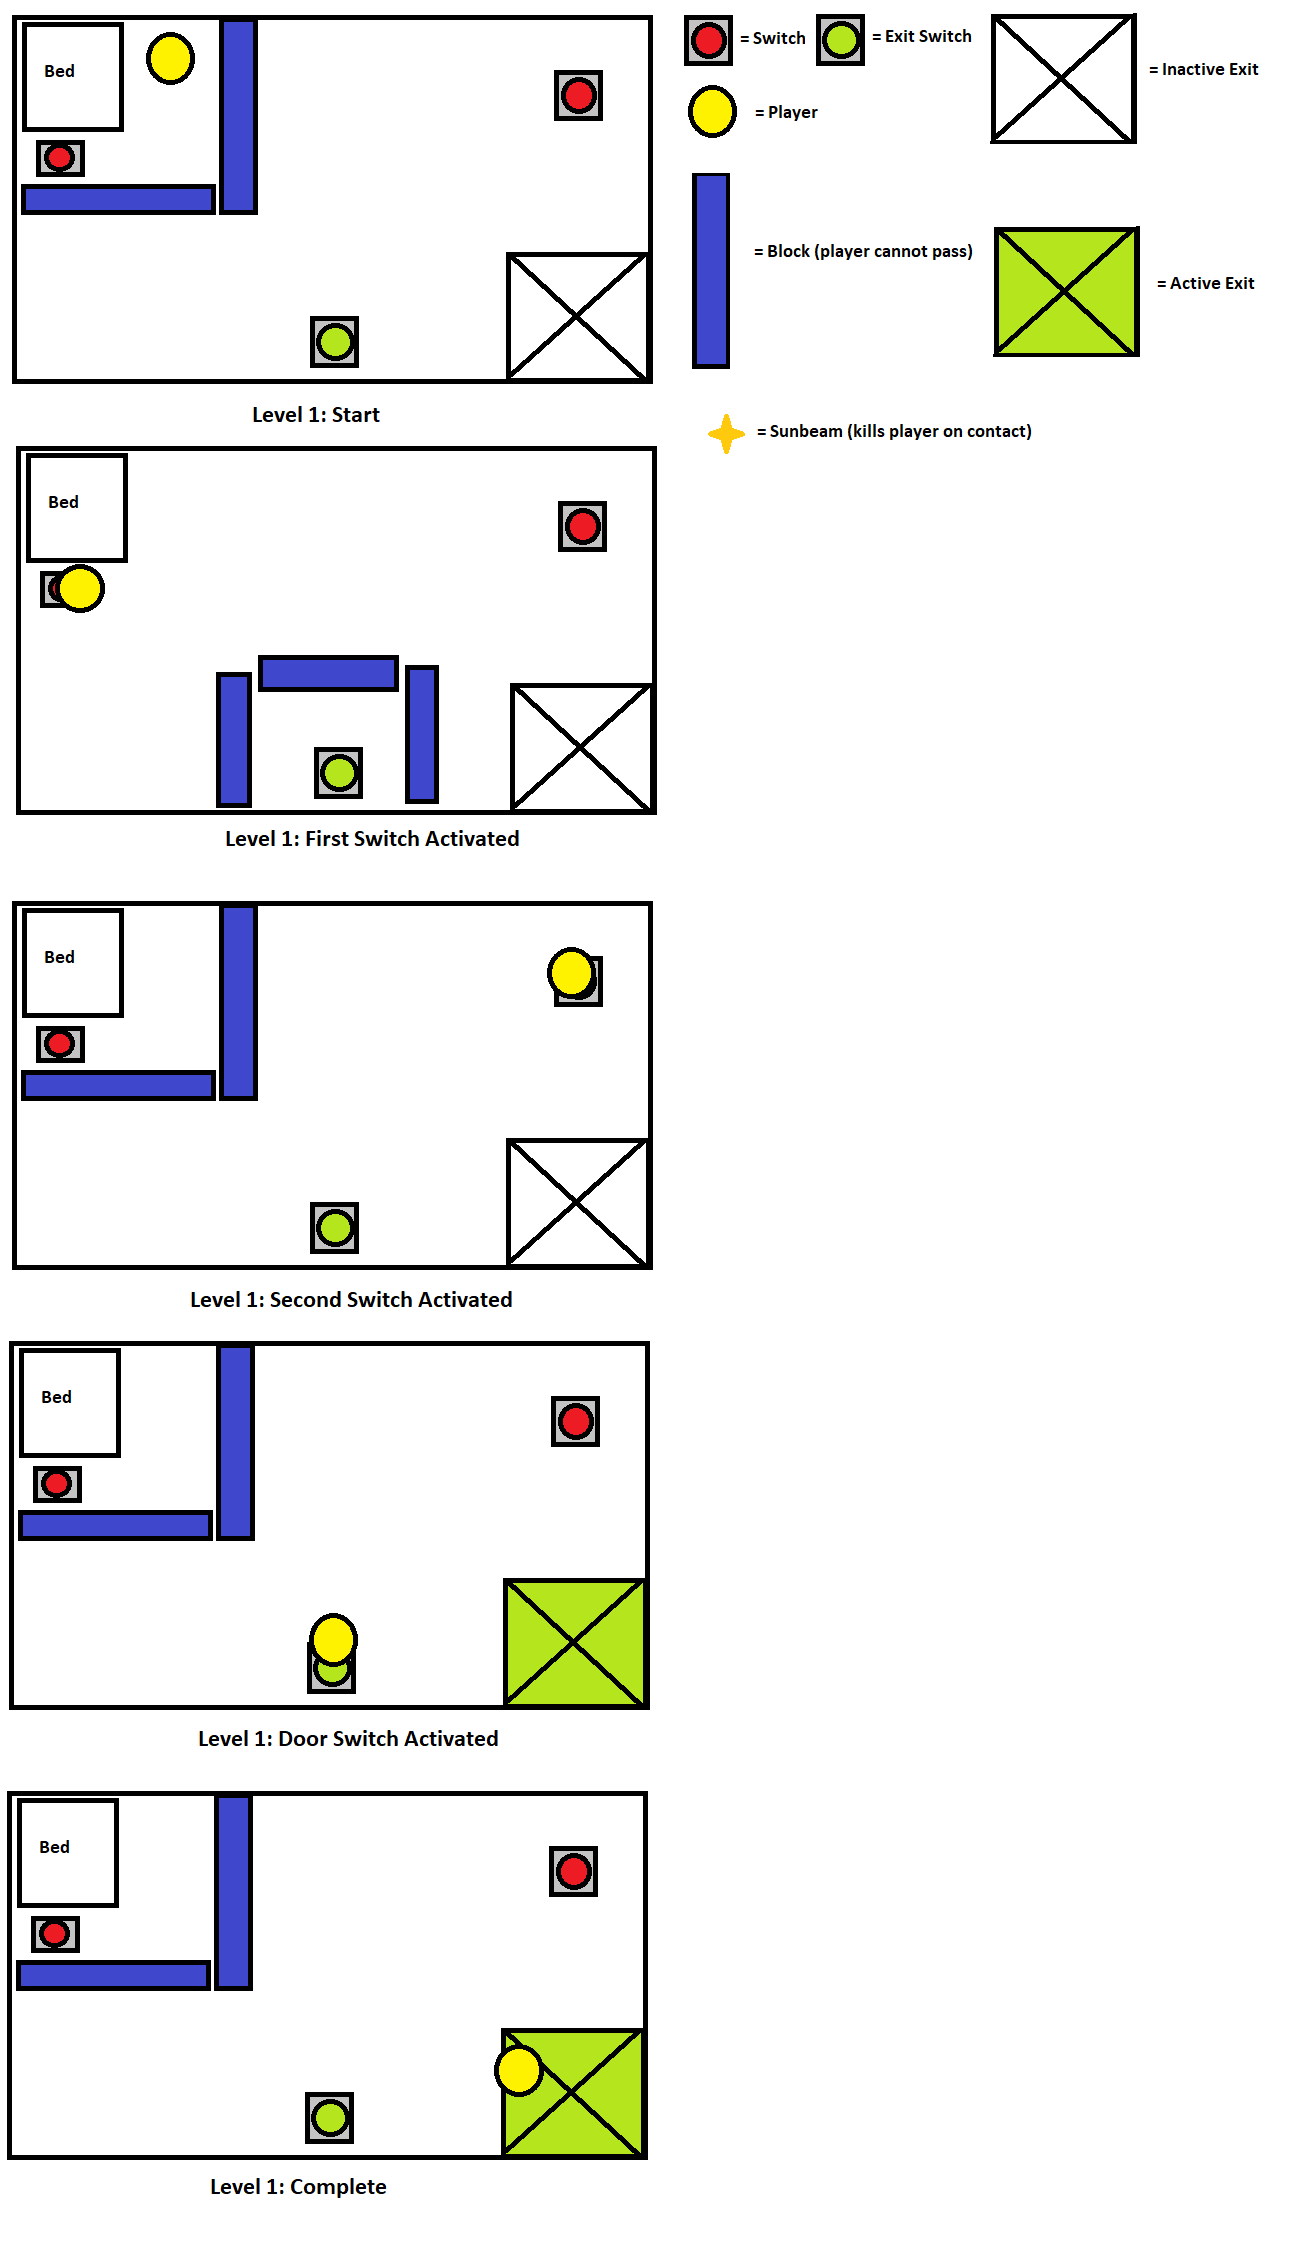 Bed
= Switch
= Exit Switch
= Inactive Exit
= Player
= Block (player cannot pass)
= Active Exit
Level 1: Start
= Sunbeam (kills player on contact)
Bed
Level 1: First Switch Activated
Bed
Level 1: Second Switch Activated
Bed
Level 1: Door Switch Activated
Bed
Level 1: Complete